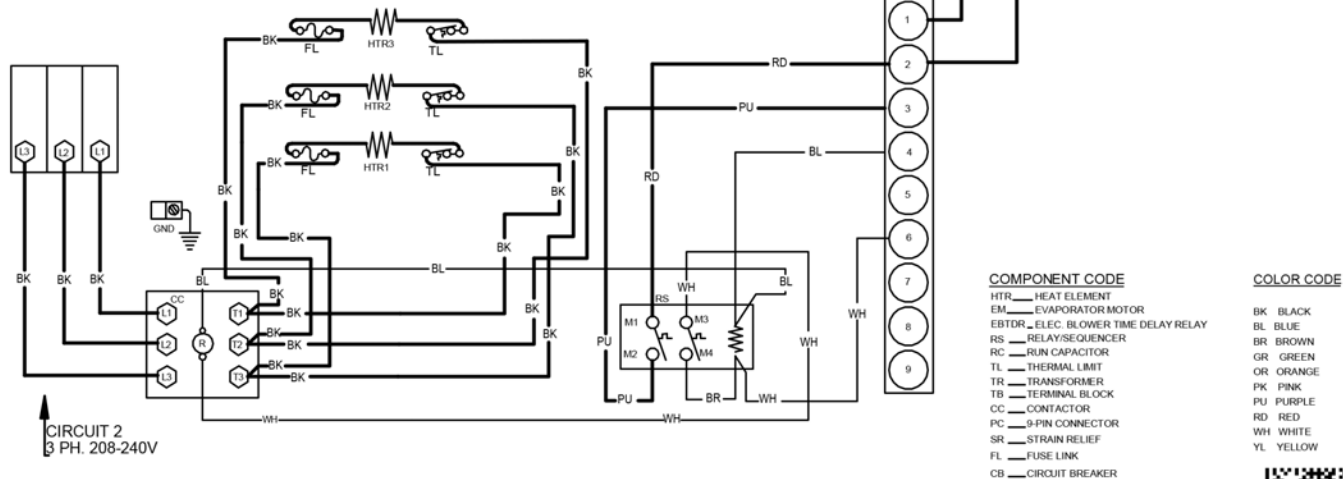 1
2
3
4
5
6
7
8
9
BK
FL
HTR3
TL
BK
RD
PU
BK
FL
HTR2
TL
BK
BL
L3
L2
L1
BK
FL
HTR1
TL
RD
BK
BK
GND
BK
BK
BK
BL
BK
BK
BK
BL
BK
BL
WH
CC
L1
T1
BK
BK
BK
RS
M1
M3
WH
R
L2
T2
BK
BK
BK
PU
WH
M2
M4
L3
T3
BK
BK
PU
BR
WH
WH
WH
CIRCUIT 2
3 PH. 208-240V
COMPONENT CODE
HTR HEAT ELEMENT
EM EVAPORATOR MOTOR
EBTDR ELEC. BLOWER TIME DELAY RELAY
RS RELAY/SEQUENCER
RC RUN CAPACITOR
TL THERMAL LIMIT
TR TRANSFORMER
TB TERMINAL BLOCK
CC CONTACTOR
PC 9-PIN CONNECTOR
SR STRAIN RELIEF
FL FUSE LINK
CB CIRCUIT BREAKER
COLOR CODE
BK BLACK
BL BLUE
BR BROWN
GR GREEN
OR ORANGE
PK PINK
PU PURPLE
RD RED
WH WHITE
YL YELLOW